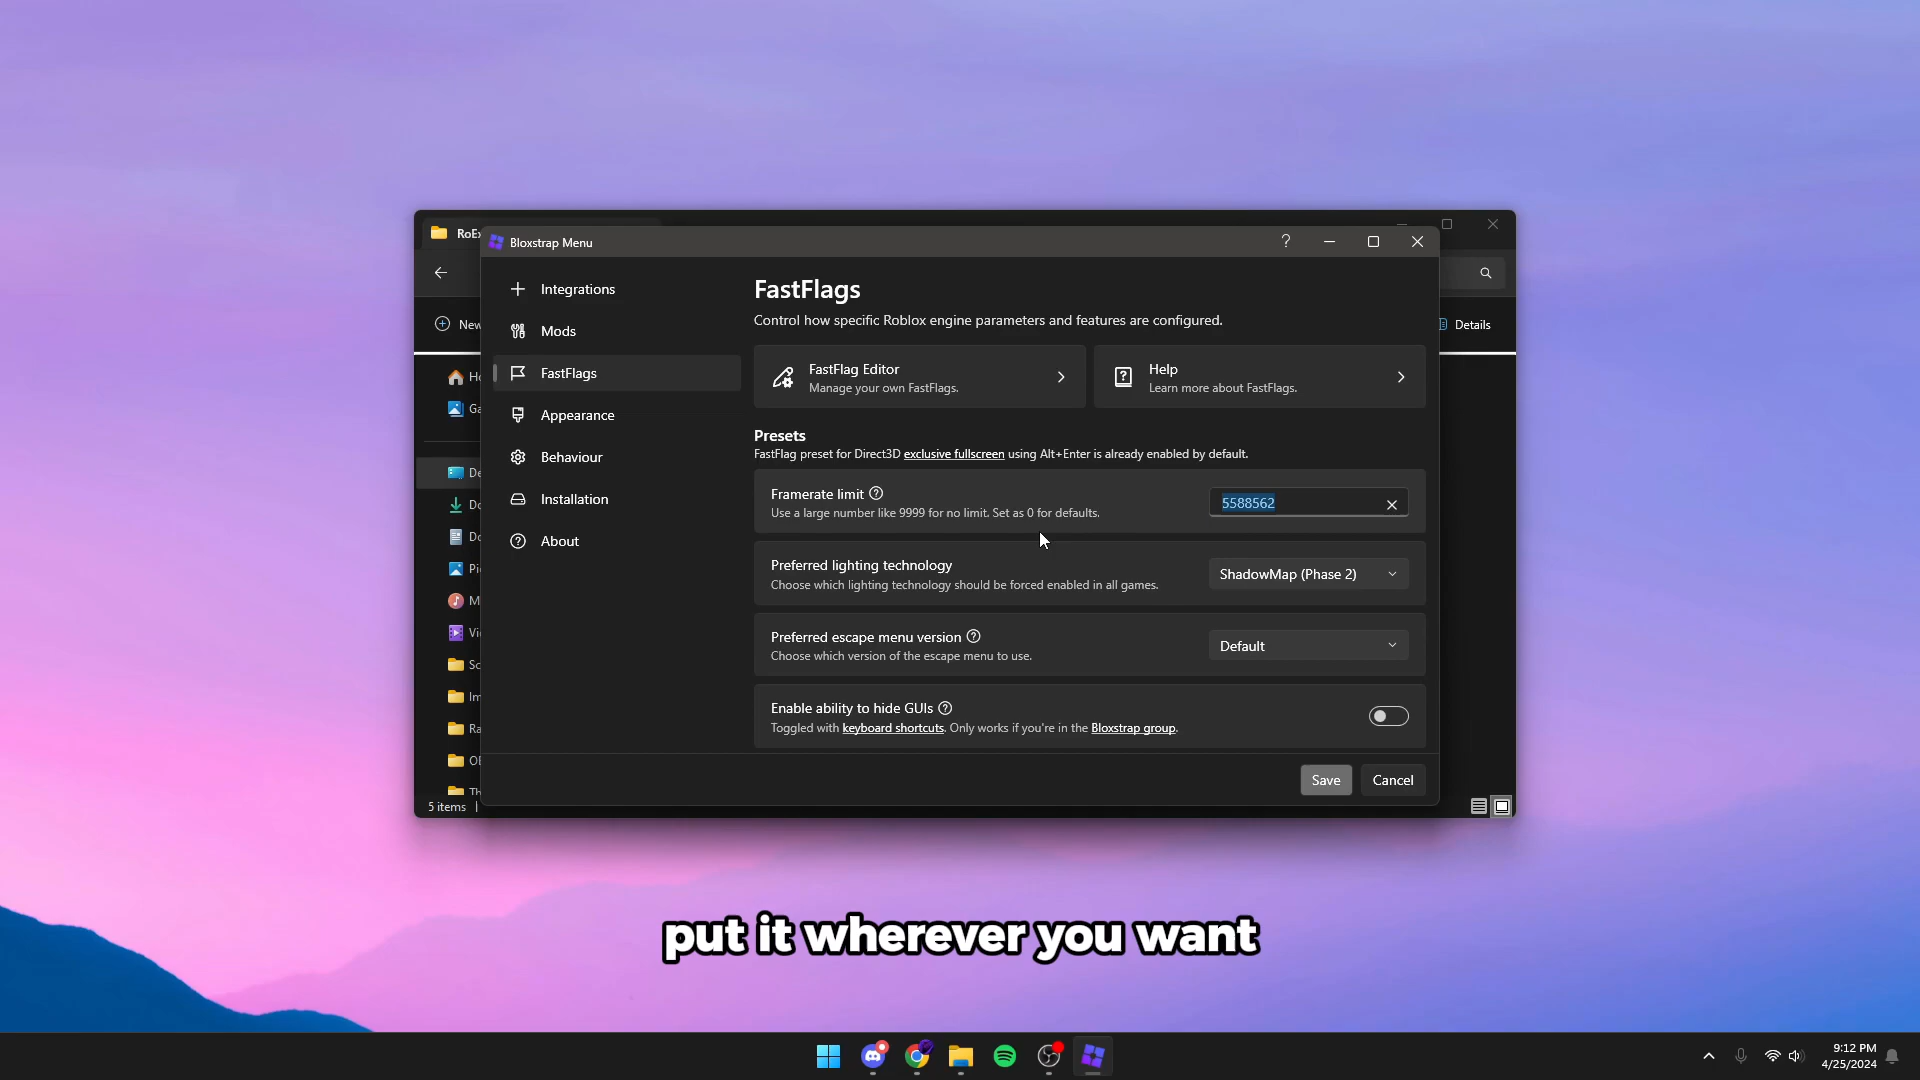 RoEx
Bloxstrap Menu
New
Details
Integrations
Mods
FastFlags
Appearance
Behaviour
Installation
About
FastFlags
Control how specific Roblox engine parameters and features are configured.
FastFlag Editor
Manage your own FastFlags.
Help
Learn more about FastFlags.
Presets
FastFlag preset for Direct3D exclusive fullscreen using Alt+Enter is already enabled by default.
Framerate limit
Use a large number like 9999 for no limit. Set as 0 for defaults.
5588562
Preferred lighting technology
Choose which lighting technology should be forced enabled in all games.
ShadowMap (Phase 2)
Preferred escape menu version
Choose which version of the escape menu to use.
Default
Enable ability to hide GUIs
Toggled with keyboard shortcuts. Only works if you're in the Bloxstrap group.
Save
Cancel
5 items
put it wherever you want
9:12 PM
4/25/2024